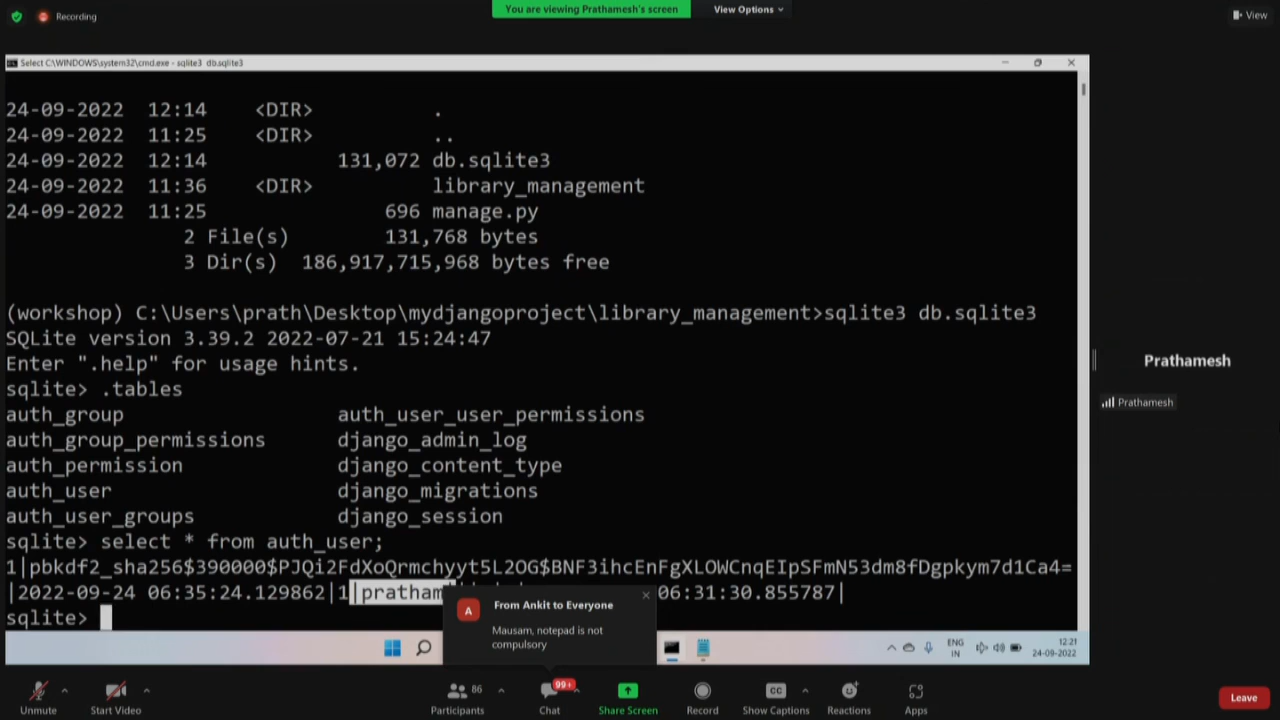 Recording
You are viewing Prathamesh's screen
View Options
View
Select C:\WINDOWS\system32\cmd.exe - sqlite3 db.sqlite3
24-09-2022 12:14 <DIR> .
24-09-2022 11:25 <DIR> ..
24-09-2022 12:14 131,072 db.sqlite3
24-09-2022 11:36 <DIR> library_management
24-09-2022 11:25 696 manage.py
2 File(s) 131,768 bytes
3 Dir(s) 186,917,715,968 bytes free
(workshop) C:\Users\prath\Desktop\mydjangoproject\library_management>sqlite3 db.sqlite3
SQLite version 3.39.2 2022-07-21 15:24:47
Enter ".help" for usage hints.
sqlite> .tables
auth_group auth_user_user_permissions
auth_group_permissions django_admin_log
auth_permission django_content_type
auth_user django_migrations
auth_user_groups django_session
sqlite> select * from auth_user;
1|pbkdf2_sha256$390000$PJQi2FdXoQrmchyyt5L2OG$BNF3ihcEnFgXLOWCnqEIpSFmN53dm8fDgpkym7d1Ca4=
|2022-09-24 06:35:24.129862|1|pratham 06:31:30.855787|
sqlite>
A
From Ankit to Everyone
Mausam, notepad is not
compulsory
ENG
IN
12:21
24-09-2022
Prathamesh
Prathamesh
Unmute
Start Video
86
Participants
99+
Chat
Share Screen
Record
CC
Show Captions
Reactions
Apps
Leave